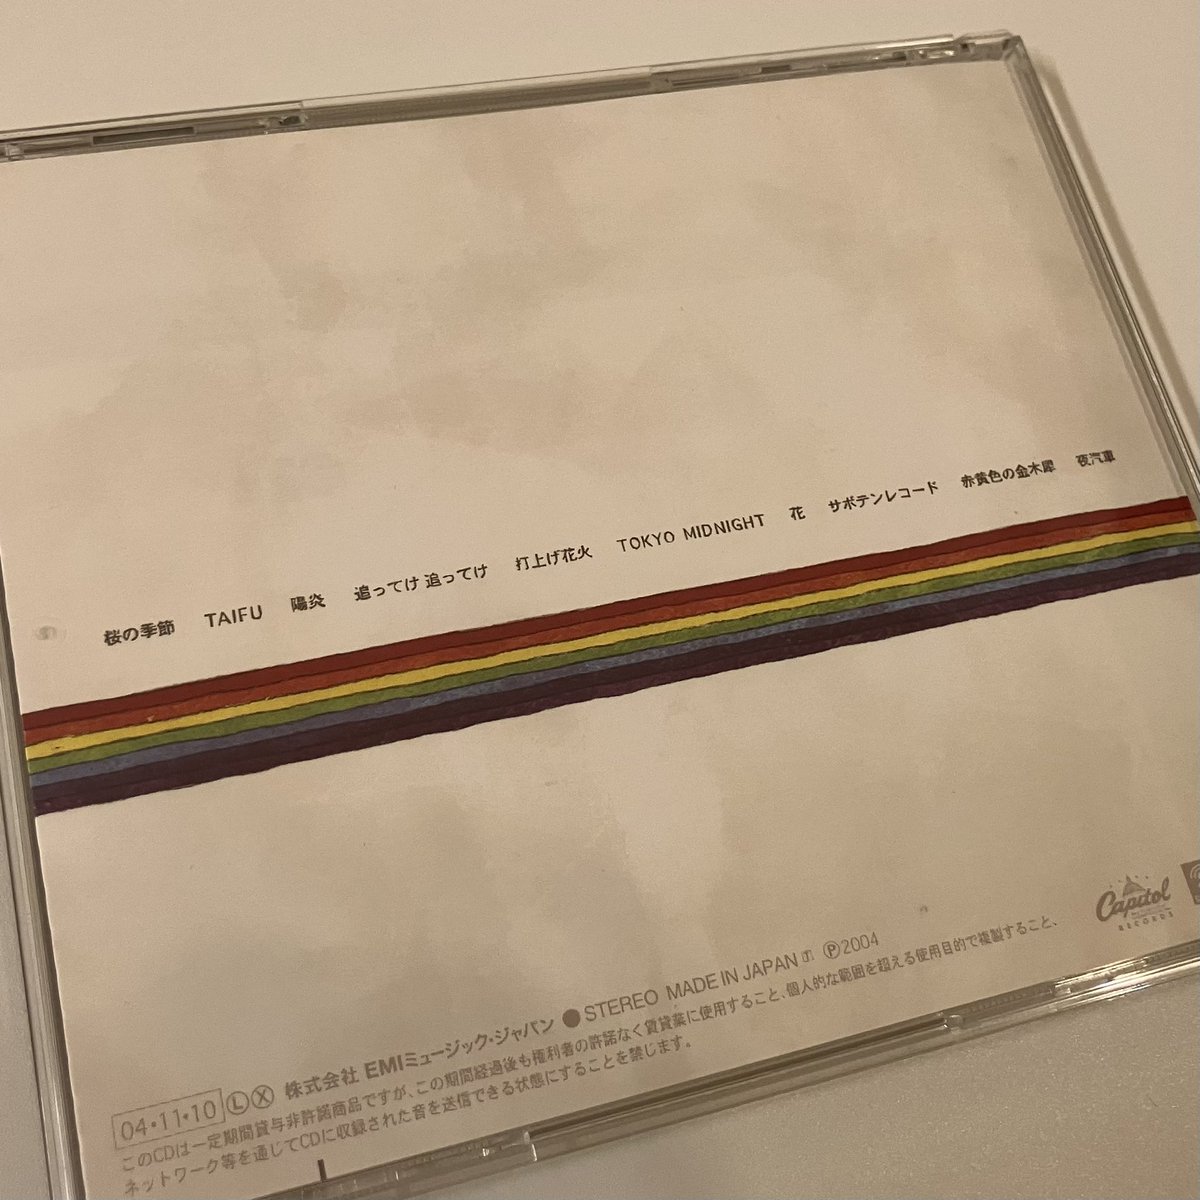 桜の季節 TAIFU 陽炎 追ってけ 追ってけ 打上げ花火 TOKYO MIDNIGHT 花 サボテンレコード 赤黄色の金木犀 夜汽車
Capitol
RECORDS
04・11・10 Ⓛ Ⓧ 株式会社 EMIミュージック・ジャパン ● STEREO MADE IN JAPAN Ⓟ2004
このCDは一定期間貸与非許諾商品ですが、この期間経過後も権利者の許諾なく賃貸業に使用すること、個人的な範囲を超える使用目的で複製すること、
ネットワーク等を通じてCDに収録された音を送信できる状態にすることを禁じます。